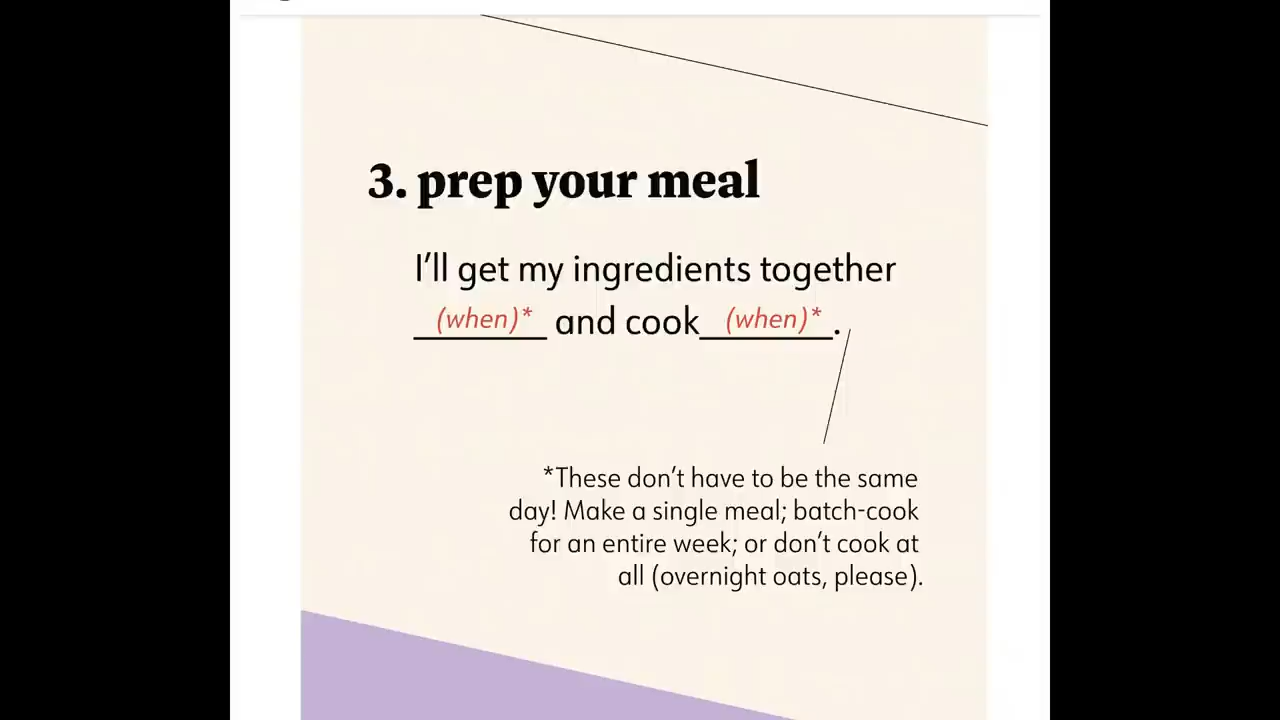 3. prep your meal
I’ll get my ingredients together
(when)* and cook (when)*.
*These don’t have to be the same
day! Make a single meal; batch-cook
for an entire week; or don’t cook at
all (overnight oats, please).